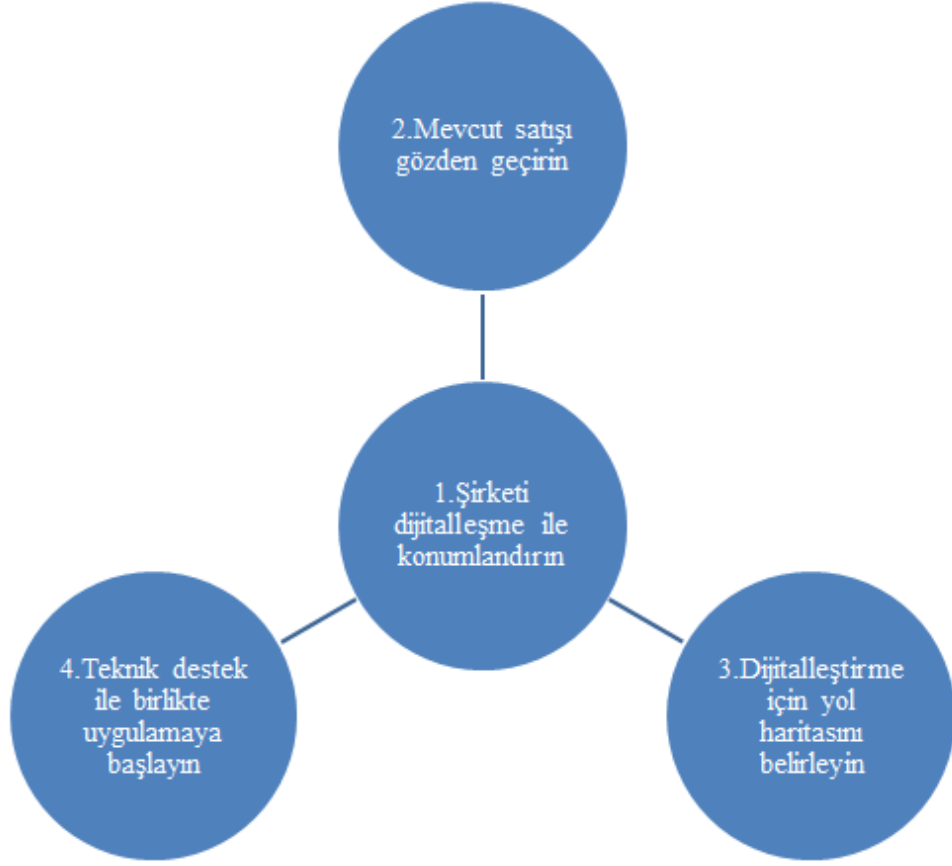 2.Mevcut satışı
gözden geçirin
1.Şirketi
dijitalleşme ile
konumlandırın
3.Dijitalleştirme
için yol
haritasını
belirleyin
4.Teknik destek
ile birlikte
uygulamaya
başlayın